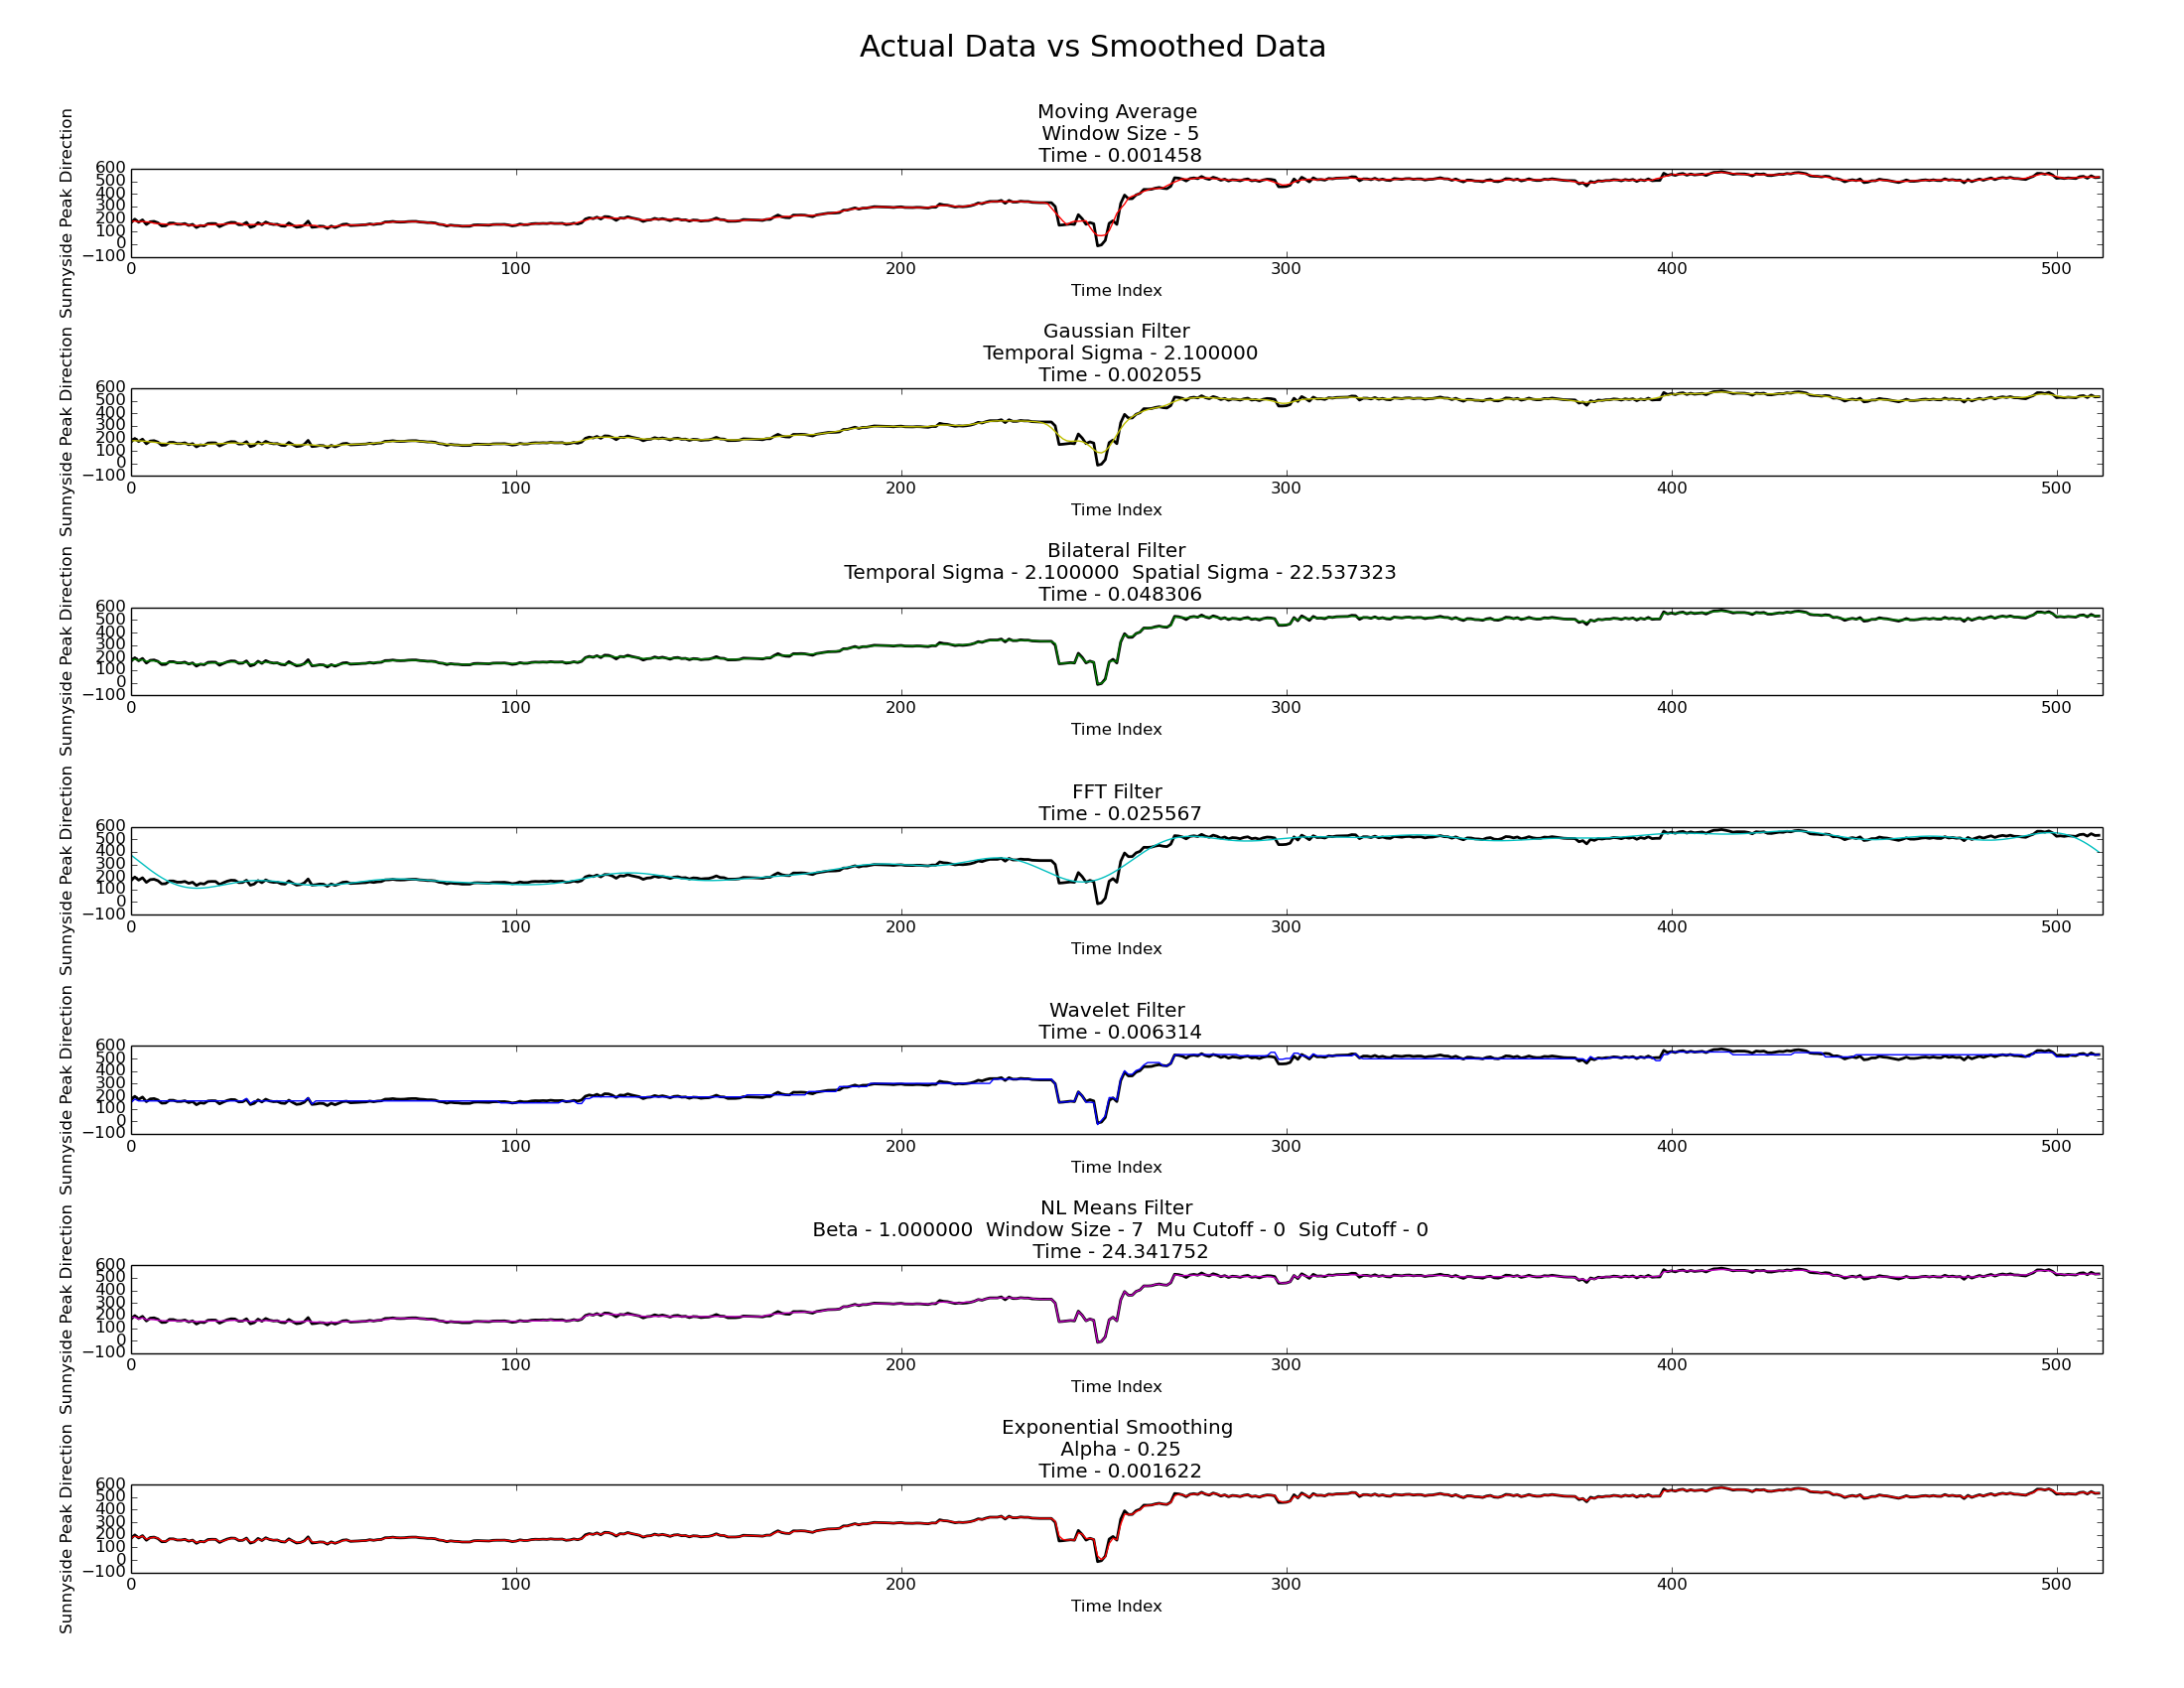 Actual Data vs Smoothed Data
Moving Average
Window Size - 5
Time - 0.001458
Sunnyside Peak Direction
600
500
400
300
200
100
0
−100
0 100 200 300 400 500
Time Index
Gaussian Filter
Temporal Sigma - 2.100000
Time - 0.002055
Sunnyside Peak Direction
600
500
400
300
200
100
0
−100
0 100 200 300 400 500
Time Index
Bilateral Filter
Temporal Sigma - 2.100000  Spatial Sigma - 22.537323
Time - 0.048306
Sunnyside Peak Direction
600
500
400
300
200
100
0
−100
0 100 200 300 400 500
Time Index
FFT Filter
Time - 0.025567
Sunnyside Peak Direction
600
500
400
300
200
100
0
−100
0 100 200 300 400 500
Time Index
Wavelet Filter
Time - 0.006314
Sunnyside Peak Direction
600
500
400
300
200
100
0
−100
0 100 200 300 400 500
Time Index
NL Means Filter
Beta - 1.000000  Window Size - 7  Mu Cutoff - 0  Sig Cutoff - 0
Time - 24.341752
Sunnyside Peak Direction
600
500
400
300
200
100
0
−100
0 100 200 300 400 500
Time Index
Exponential Smoothing
Alpha - 0.25
Time - 0.001622
Sunnyside Peak Direction
600
500
400
300
200
100
0
−100
0 100 200 300 400 500
Time Index